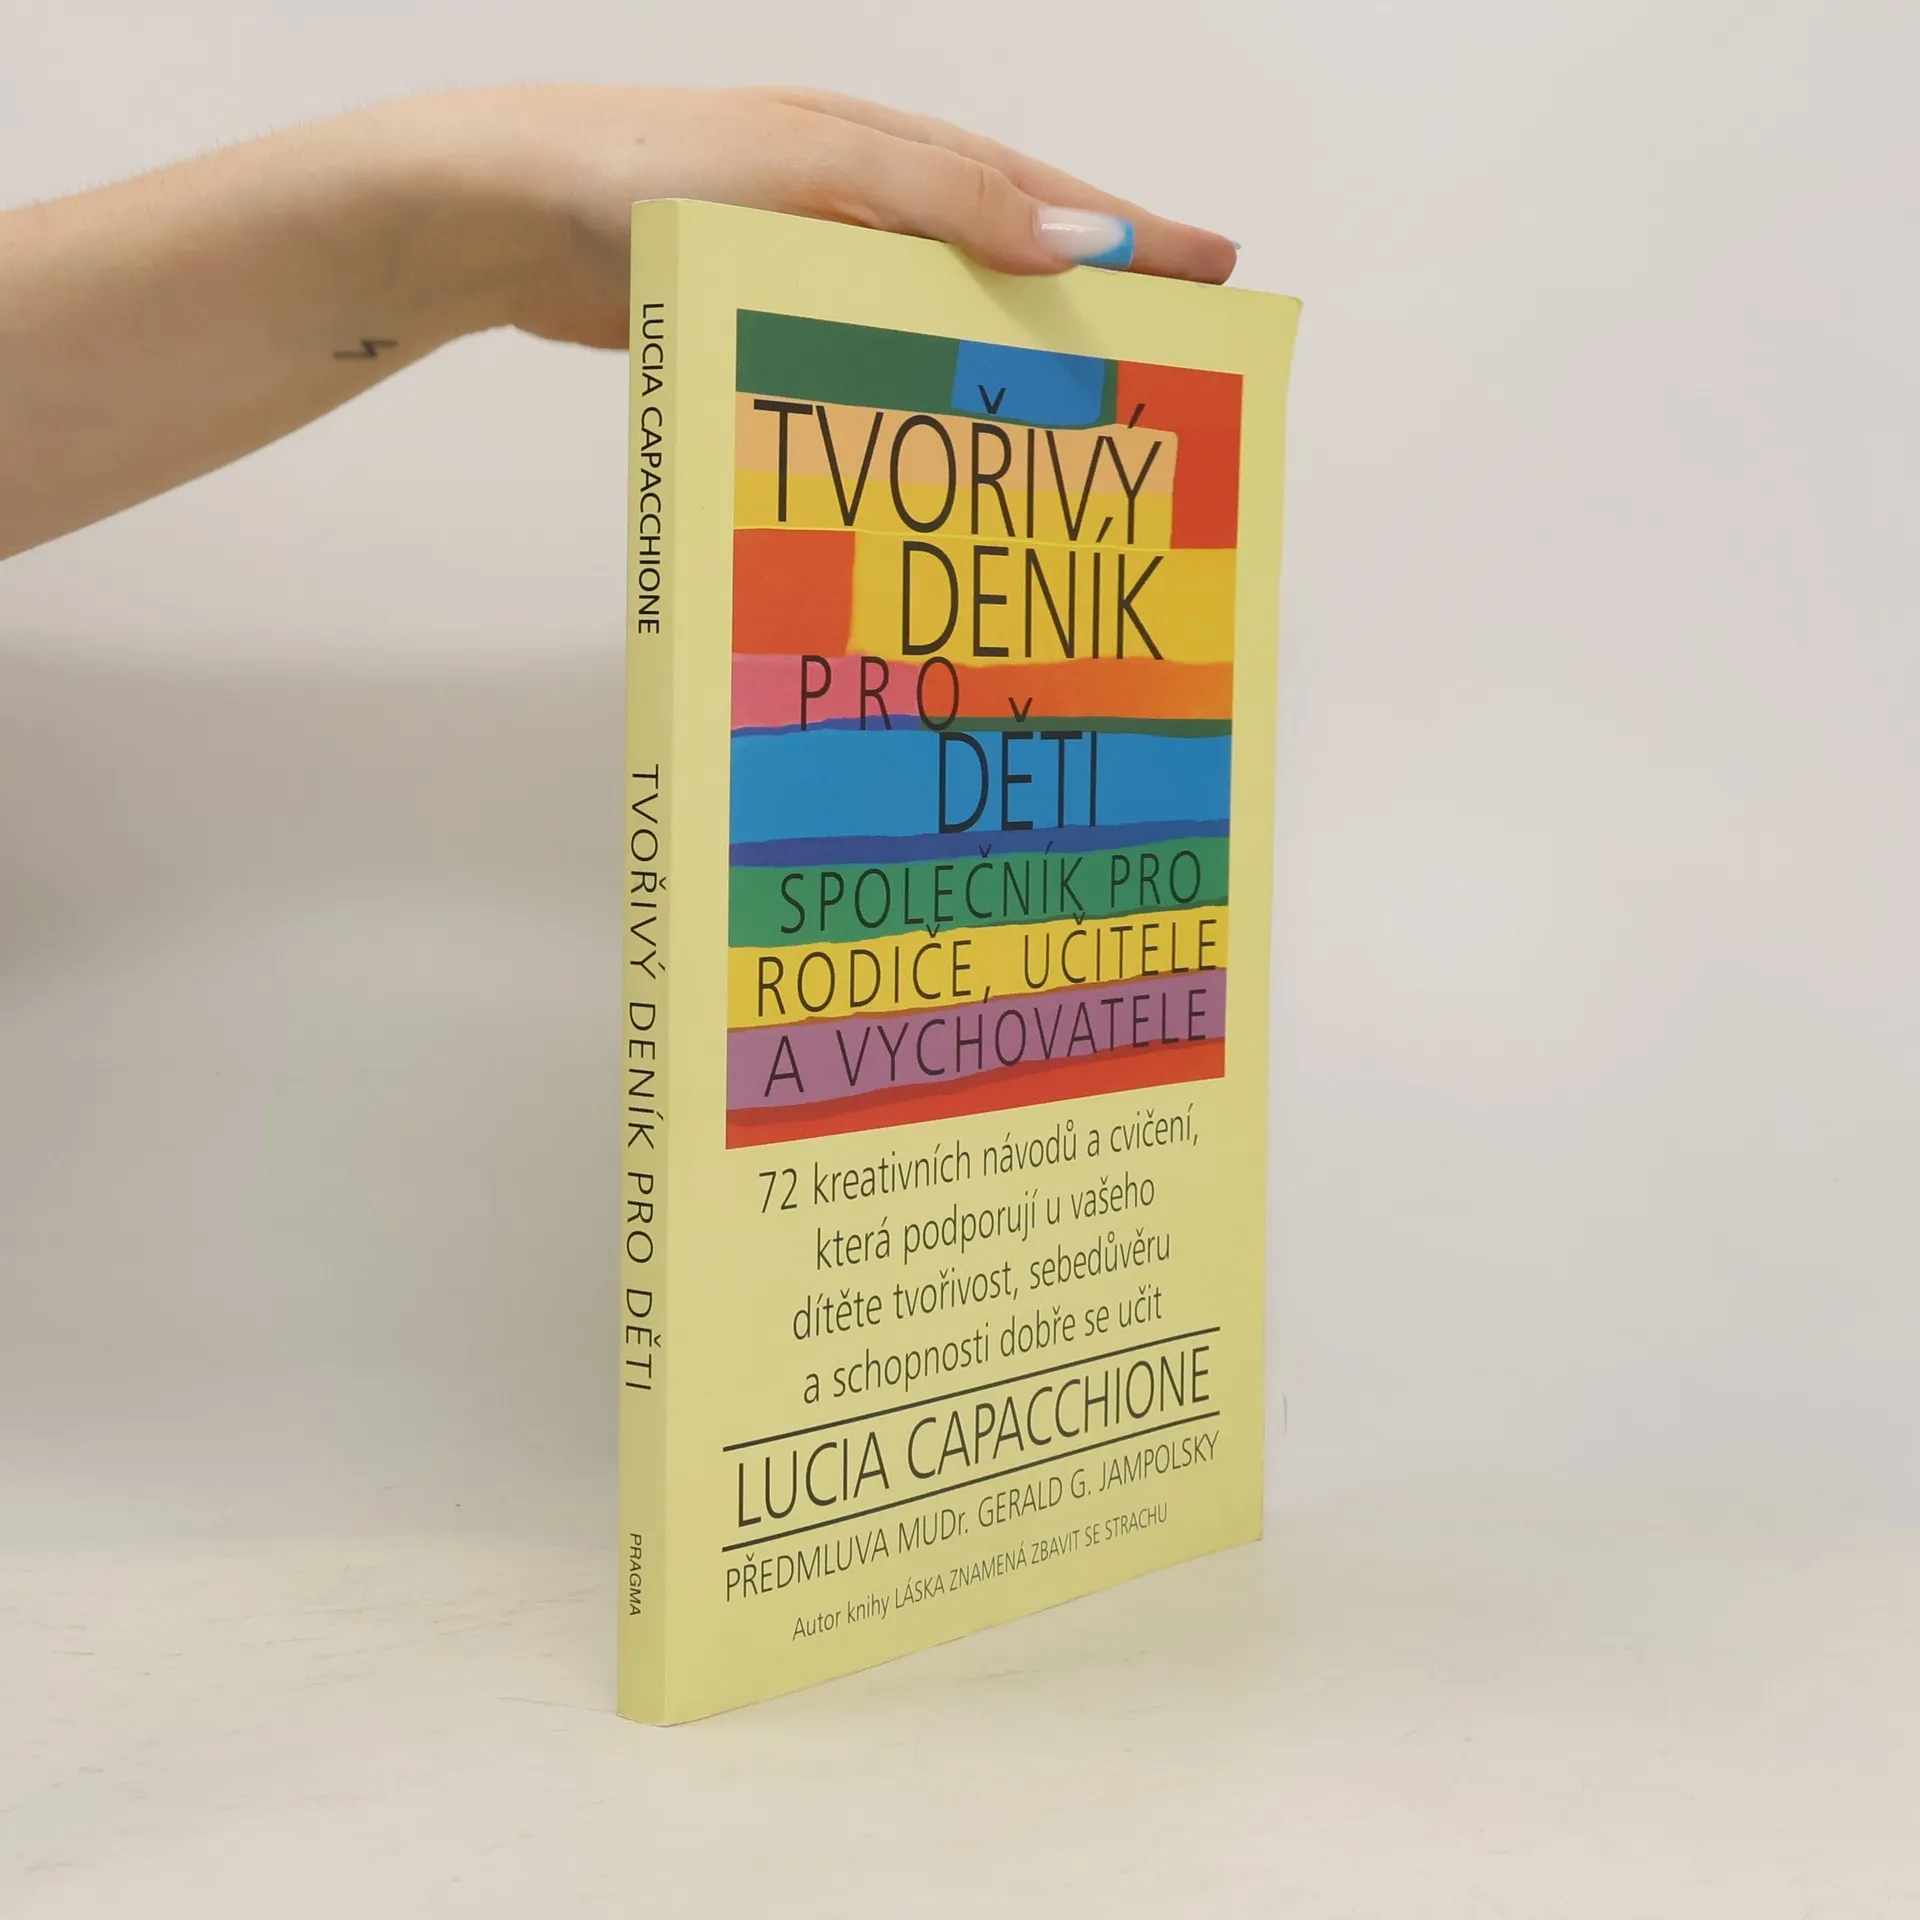 LUCIA CAPACCHIONE
TVOŘIVÝ DENÍK PRO DĚTI
PRAGMA
TVOŘIVÝ
DENÍK
PRO
DĚTI
SPOLEČNÍK PRO
RODIČE, UČITELE
A VYCHOVATELE
72 kreativních návodů a cvičení,
která podporují u vašeho
dítěte tvořivost, sebedůvěru
a schopnosti dobře se učit
LUCIA CAPACCHIONE
PŘEDMLUVA MUDr. GERALD G. JAMPOLSKY
Autor knihy LÁSKA ZNAMENÁ ZBAVIT SE STRACHU